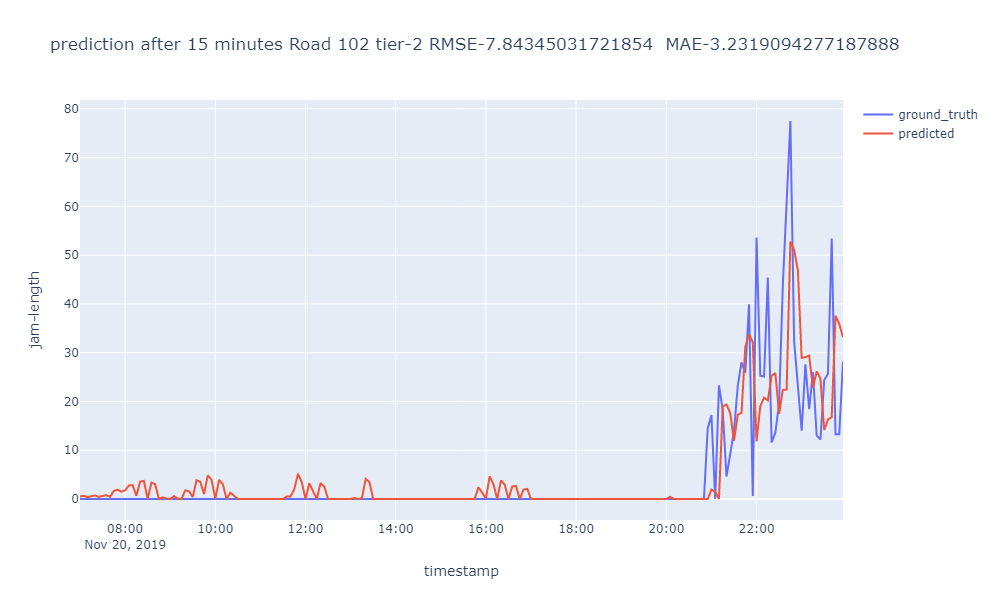 prediction after 15 minutes Road 102 tier-2 RMSE-7.84345031721854  MAE-3.2319094277187888
ground_truth
predicted
jam-length
80
70
60
50
40
30
20
10
0
08:00 10:00 12:00 14:00 16:00 18:00 20:00 22:00
Nov 20, 2019
timestamp